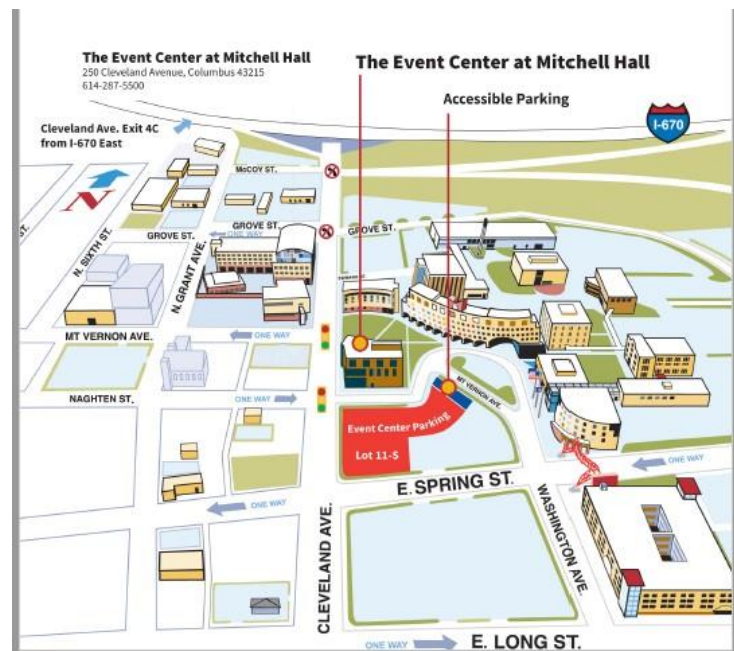 The Event Center at Mitchell Hall
250 Cleveland Avenue, Columbus 43215
614-287-5500
The Event Center at Mitchell Hall
Accessible Parking
I-670
Cleveland Ave. Exit 4C
from I-670 East
N
McCOY ST.
GROVE ST.
ONE WAY
GROVE ST.
GROVE ST.
ST.
N. SIXTH ST.
N. GRANT AVE.
MT VERNON AVE.
ONE WAY
NAGHTEN ST.
ONE WAY
MT VERNON AVE.
Event Center Parking
Lot 11-S
ONE WAY
E. SPRING ST.
ONE WAY
CLEVELAND AVE.
WASHINGTON AVE.
ONE WAY
E. LONG ST.